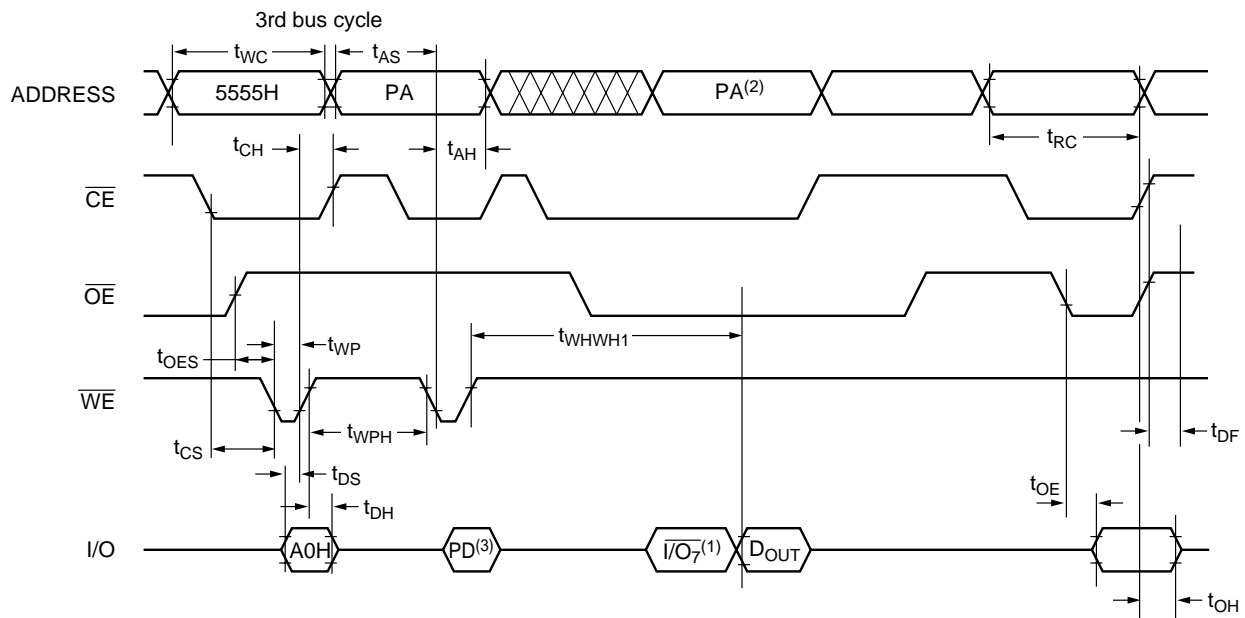 3rd bus cycle
tWC tAS
ADDRESS 5555H PA PA(2)
tCH tAH tRC
CE
OE
tWHWH1
tWP
tOES
WE
tWPH
tCS tDF
tDS
tOE
tDH
I/O A0H PD(3) I/O7(1) DOUT
tOH